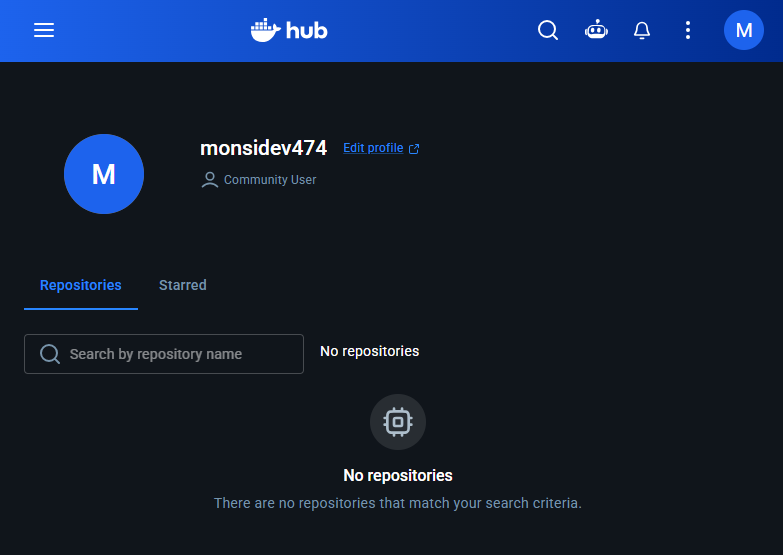 hub
M
M
monsidev474 Edit profile
Community User
Repositories Starred
Search by repository name
No repositories
No repositories
There are no repositories that match your search criteria.